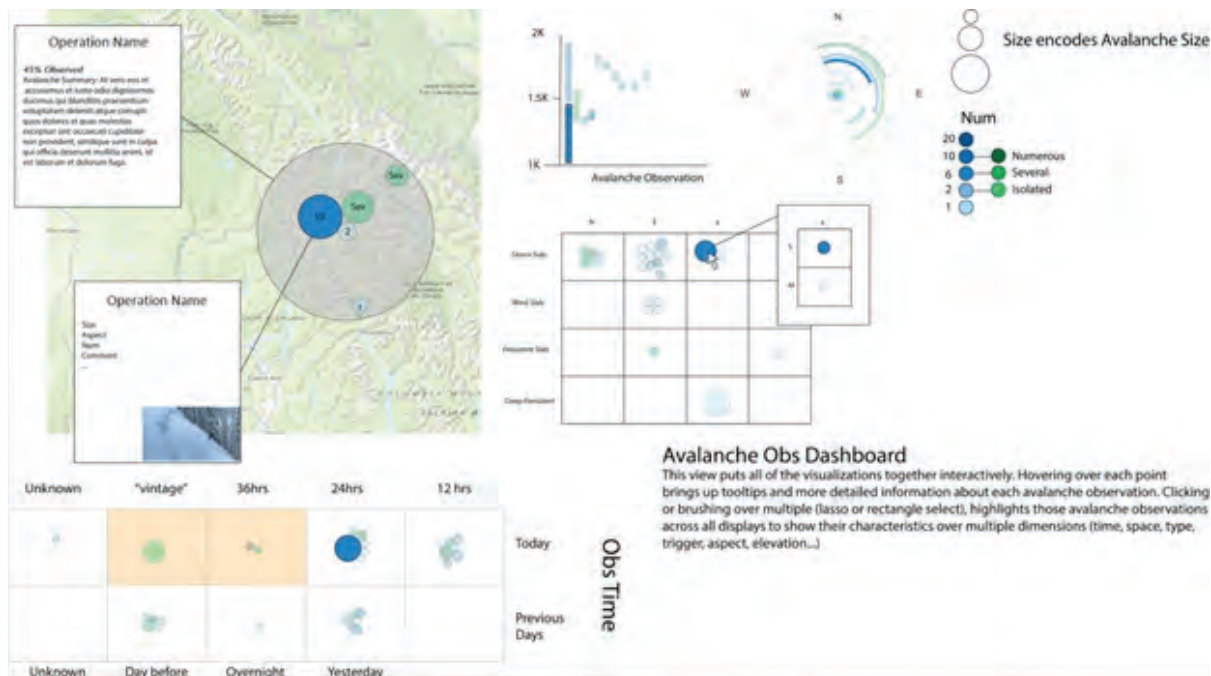 Operation Name
45% Observed
Avalanche Summary: At vero eos et
accusamus et iusto odio dignissimos
ducimus qui blanditiis praesentium
voluptatum deleniti atque corrupti
quos dolores et quas molestias
excepturi sint occaecati cupiditate
non provident, similique sunt in culpa
qui officia deserunt mollitia animi, id
est laborum et dolorum fuga.
Sev
Sev
10
2
1
Operation Name
Size
Aspect
Num
Comment
...
2K
1.5K
1K
Avalanche Observation
N
W
E
S
Size encodes Avalanche Size
Num
20
10
Numerous
6
Several
2
Isolated
1
Storm Slab
Wind Slab
Persistent Slab
Deep Persistent
Avalanche Obs Dashboard
This view puts all of the visualizations together interactively. Hovering over each point
brings up tooltips and more detailed information about each avalanche observation. Clicking
or brushing over multiple (lasso or rectangle select), highlights those avalanche observations
across all displays to show their characteristics over multiple dimensions (time, space, type,
trigger, aspect, elevation...)
Unknown "vintage" 36hrs 24hrs 12 hrs
Today
Previous
Days
Obs Time
Unknown Day before Overnight Yesterday